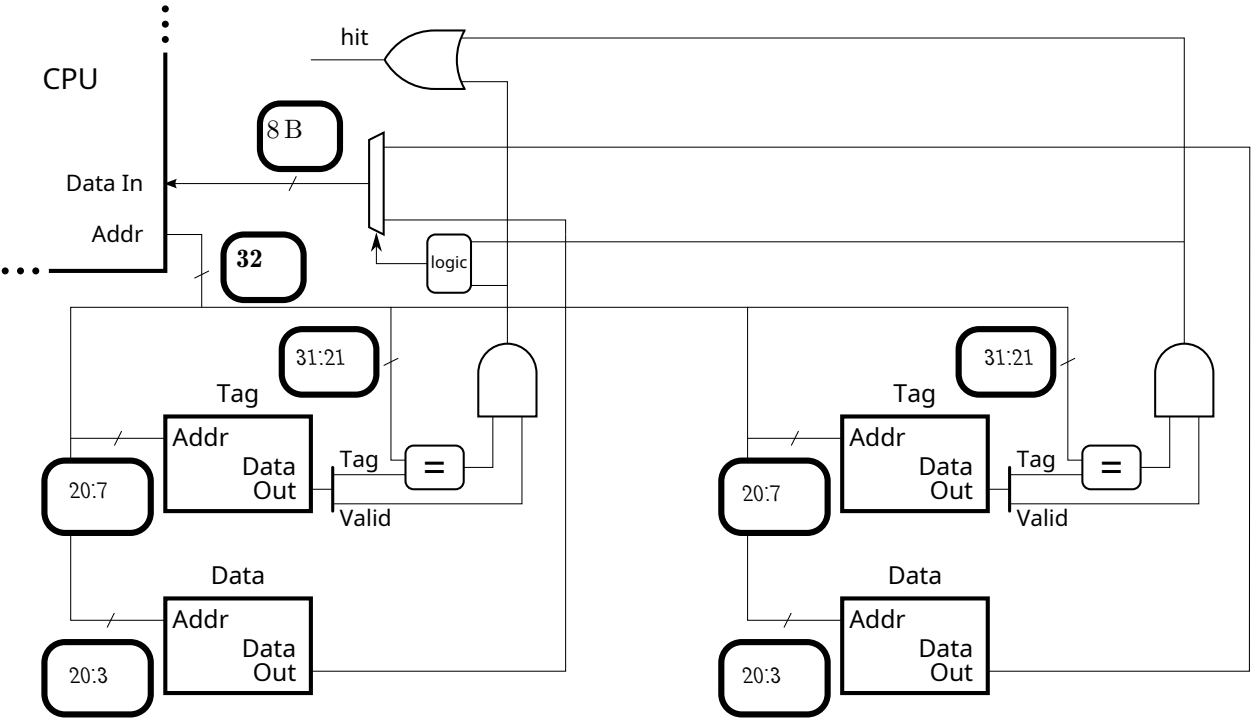 hit
CPU
8 B
Data In
Addr
32
logic
31:21
31:21
Tag
Tag
Addr
Data
Out
Tag
=
Valid
Addr
Data
Out
Tag
=
Valid
20:7
20:7
Data
Data
Addr
Data
Out
Addr
Data
Out
20:3
20:3